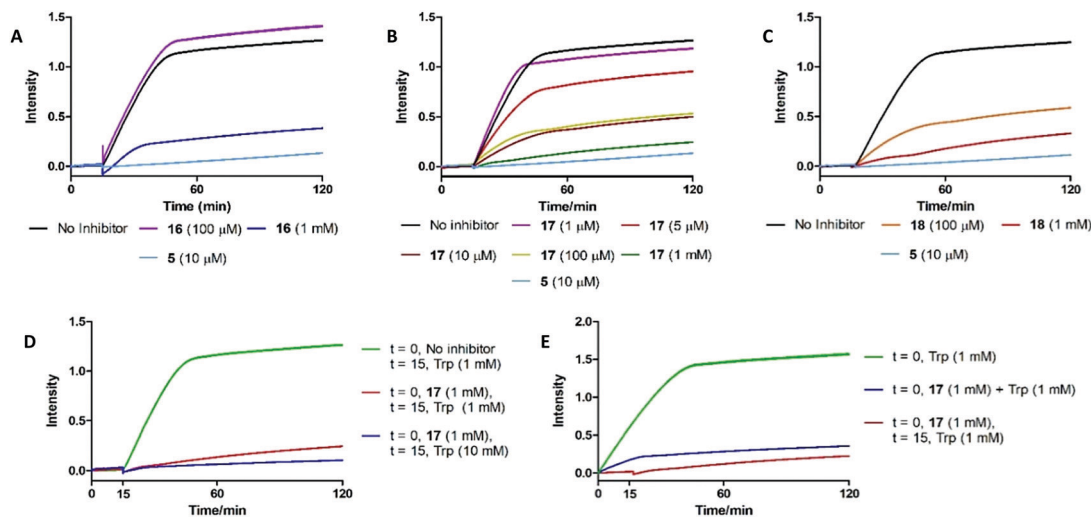 A
1.5
1.0
0.5
0.0
Intensity
0
60
120
Time (min)
No Inhibitor
16 (100 μM)
16 (1 mM)
5 (10 μM)
B
1.5
1.0
0.5
0.0
Intensity
0
60
120
Time/min
No inhibitor
17 (1 μM)
17 (5 μM)
17 (10 μM)
17 (100 μM)
17 (1 mM)
5 (10 μM)
C
1.5
1.0
0.5
0.0
Intensity
0
60
120
Time/min
No Inhibitor
18 (100 μM)
18 (1 mM)
5 (10 μM)
D
1.5
1.0
0.5
0.0
Intensity
0
15
60
120
Time/min
t = 0, No inhibitor
t = 15, Trp (1 mM)
t = 0, 17 (1 mM),
t = 15, Trp (1 mM)
t = 0, 17 (1 mM),
t = 15, Trp (10 mM)
E
2.0
1.5
1.0
0.5
0.0
Intensity
0
15
60
120
Time/min
t = 0, Trp (1 mM)
t = 0, 17 (1 mM) + Trp (1 mM)
t = 0, 17 (1 mM),
t = 15, Trp (1 mM)